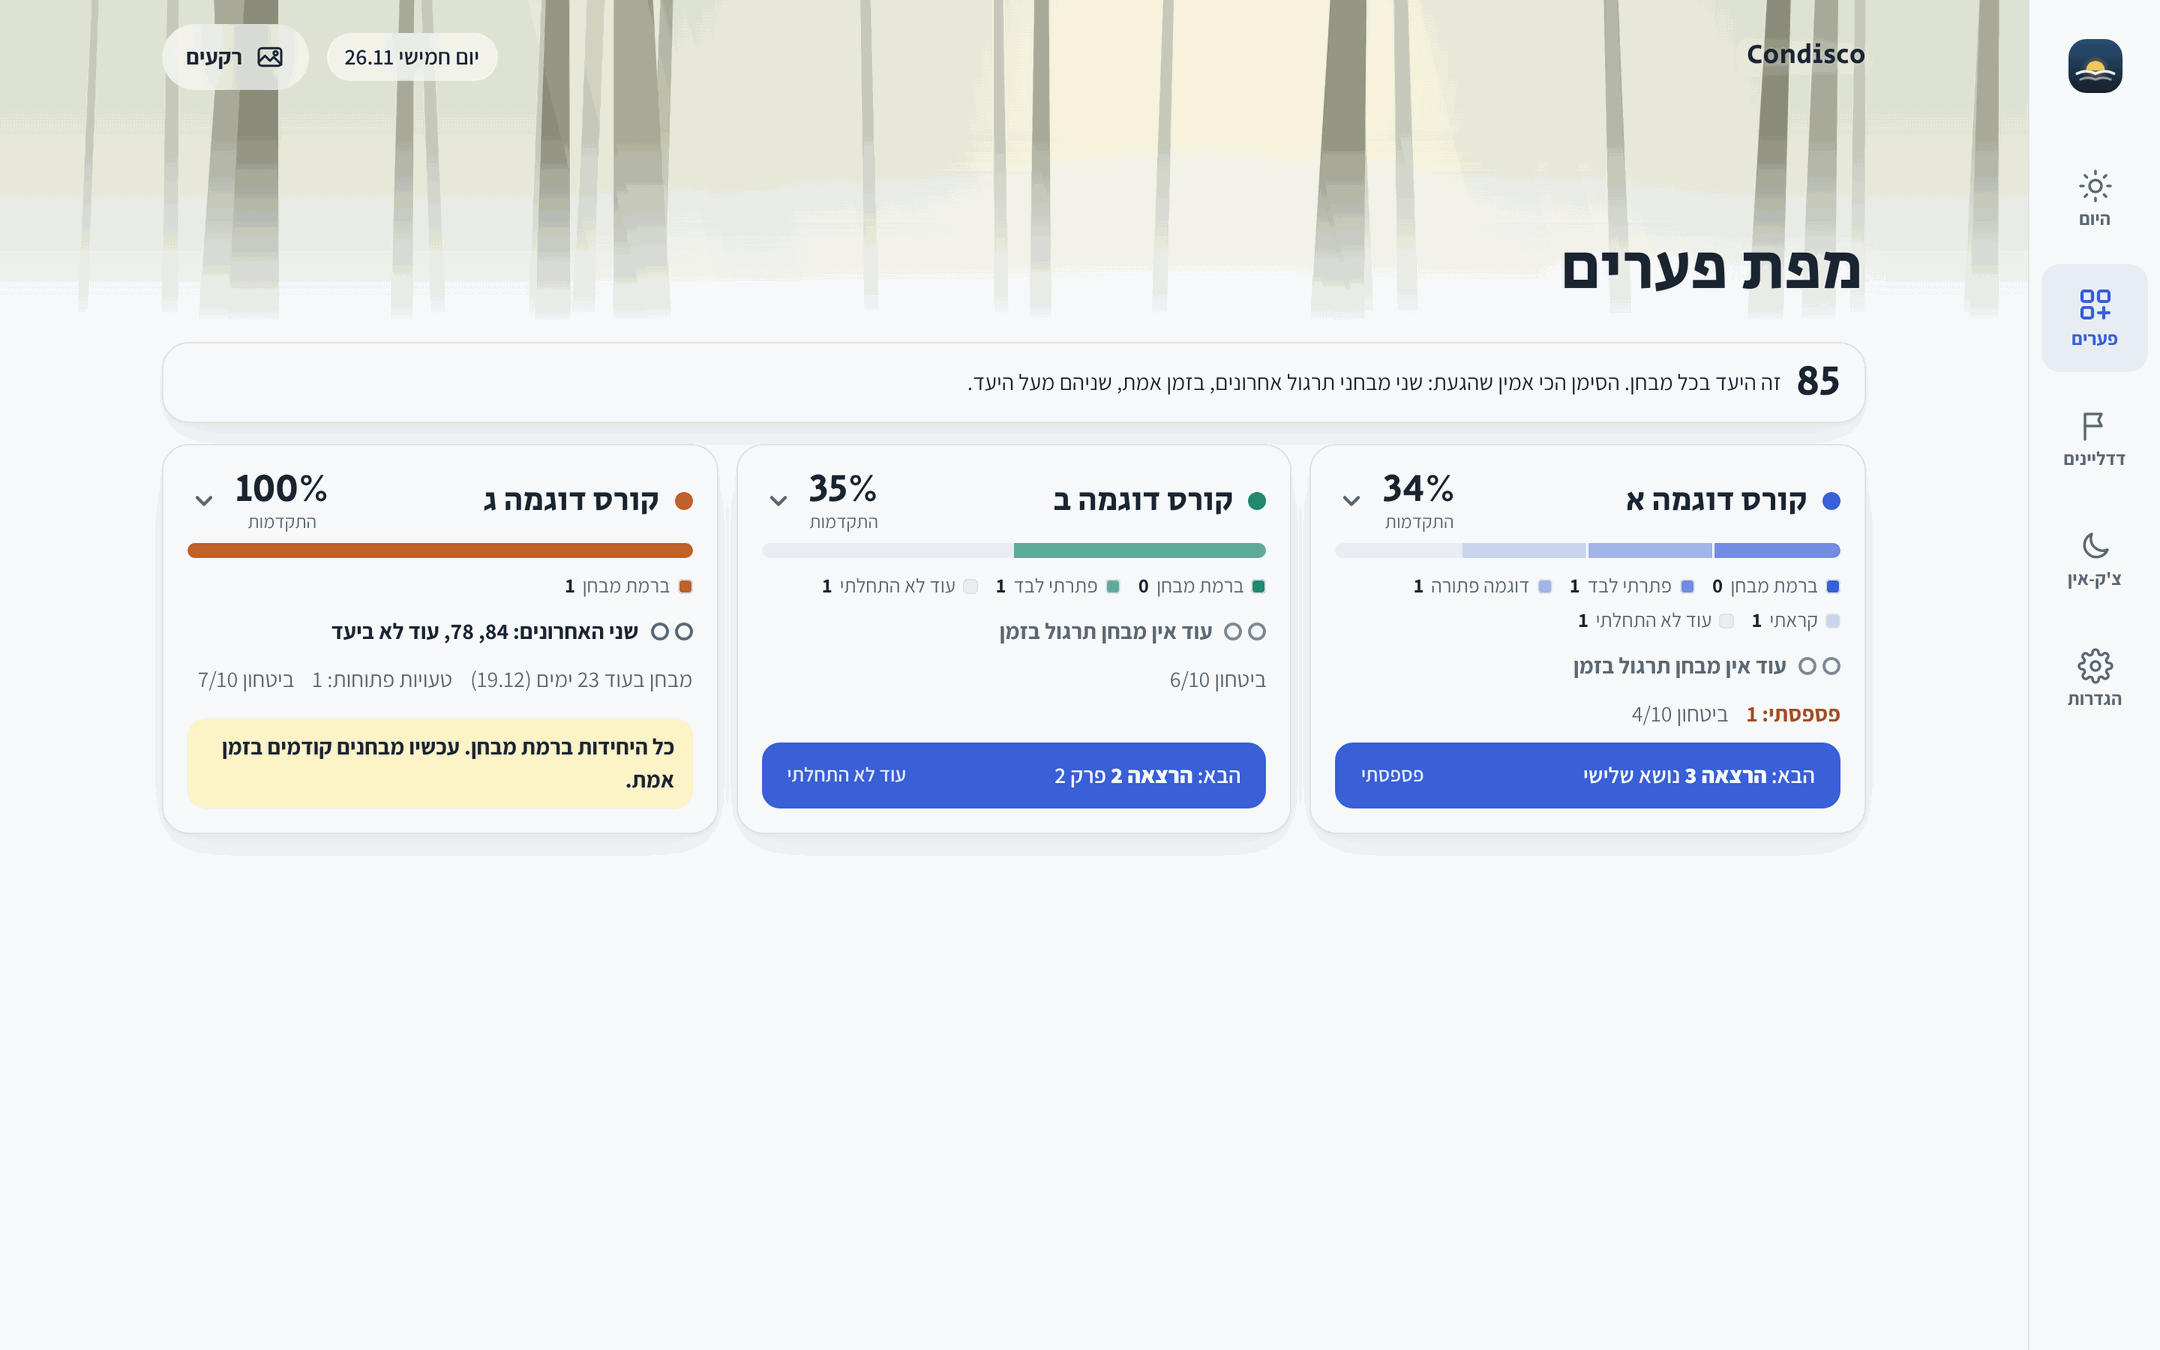 Condisco
יום חמישי 26.11
רקעים
היום
פערים
דדליינים
צ'ק-אין
הגדרות
מפת פערים
85 זה היעד בכל מבחן. הסימן הכי אמין שהגעת: שני מבחני תרגול אחרונים, בזמן אמת, שניהם מעל היעד.
קורס דוגמה א
34%
התקדמות
ברמת מבחן 0 פתרתי לבד 1 דוגמה פתורה 1
קראתי 1 עוד לא התחלתי 1
עוד אין מבחן תרגול בזמן
פספסתי: 1 ביטחון 4/10
הבא: הרצאה 3 נושא שלישי פספסתי
קורס דוגמה ב
35%
התקדמות
ברמת מבחן 0 פתרתי לבד 1 עוד לא התחלתי 1
עוד אין מבחן תרגול בזמן
ביטחון 6/10
הבא: הרצאה 2 פרק 2 עוד לא התחלתי
קורס דוגמה ג
100%
התקדמות
ברמת מבחן 1
שני האחרונים: 84, 78, עוד לא ביעד
מבחן בעוד 23 ימים (19.12) טעויות פתוחות: 1 ביטחון 7/10
כל היחידות ברמת מבחן. עכשיו מבחנים קודמים בזמן
אמת.